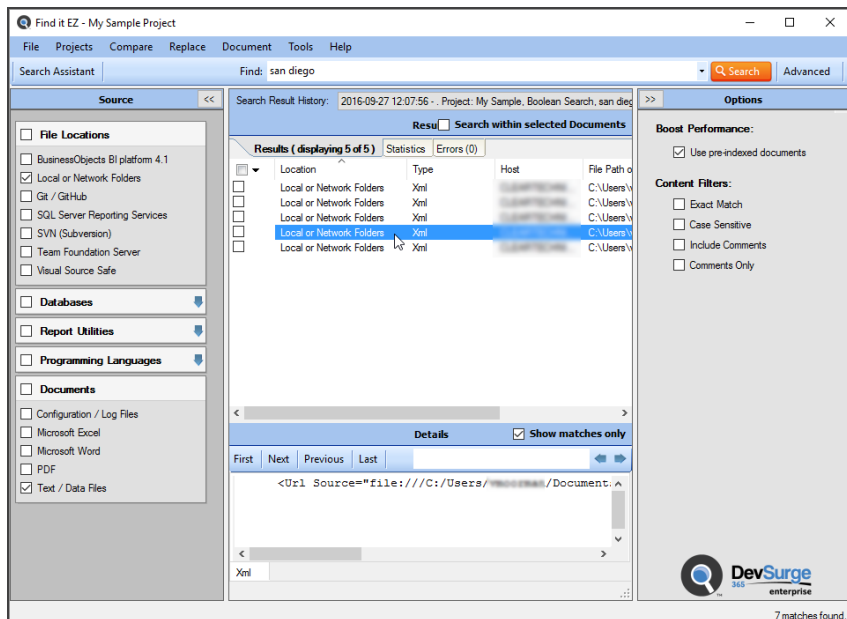 Find it EZ - My Sample Project
File Projects Compare Replace Document Tools Help
Search Assistant Find: san diego Search Advanced
Source <<
File Locations
BusinessObjects BI platform 4.1
Local or Network Folders
Git / GitHub
SQL Server Reporting Services
SVN (Subversion)
Team Foundation Server
Visual Source Safe
Databases
Report Utilities
Programming Languages
Documents
Configuration / Log Files
Microsoft Excel
Microsoft Word
PDF
Text / Data Files
Search Result History: 2016-09-27 12:07:56 - . Project: My Sample, Boolean Search, san dieg
Resu Search within selected Documents
Results ( displaying 5 of 5 ) Statistics Errors (0)
Location Type Host File Path o
Local or Network Folders Xml C:\Users\
Local or Network Folders Xml C:\Users\
Local or Network Folders Xml C:\Users\
Local or Network Folders Xml C:\Users\
Local or Network Folders Xml C:\Users\
Details Show matches only
First Next Previous Last
<Url Source="file:///C:/Users/ /Document
Xml
>> Options
Boost Performance:
Use pre-indexed documents
Content Filters:
Exact Match
Case Sensitive
Include Comments
Comments Only
DevSurge
365
enterprise
7 matches found.